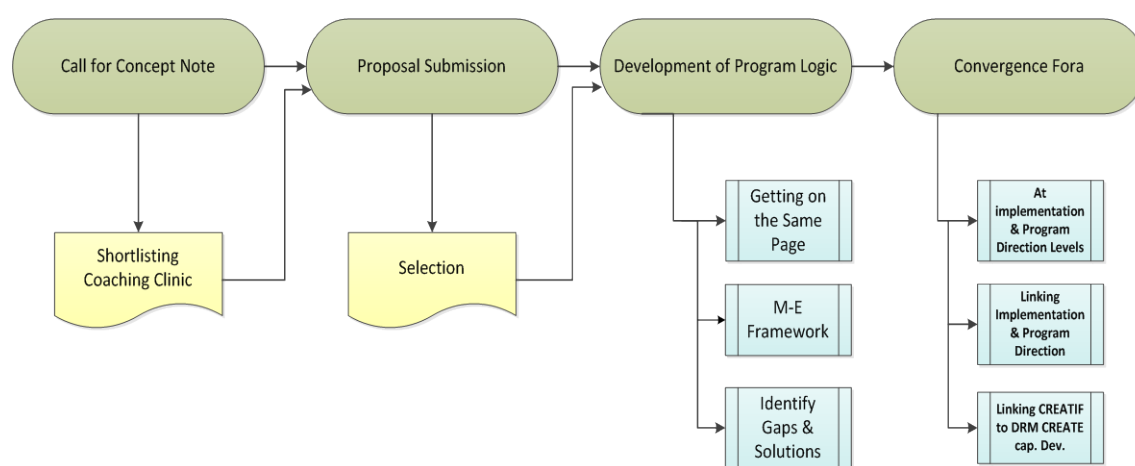 Call for Concept Note
Proposal Submission
Development of Program Logic
Convergence Fora
Shortlisting
Coaching Clinic
Selection
Getting on
the Same
Page
M-E
Framework
Identify Gaps
& Solutions
At
implementation
& Program
Direction Levels
Linking
Implementation
& Program
Direction
Linking CREATIF
to DRM CREATE
cap. Dev.